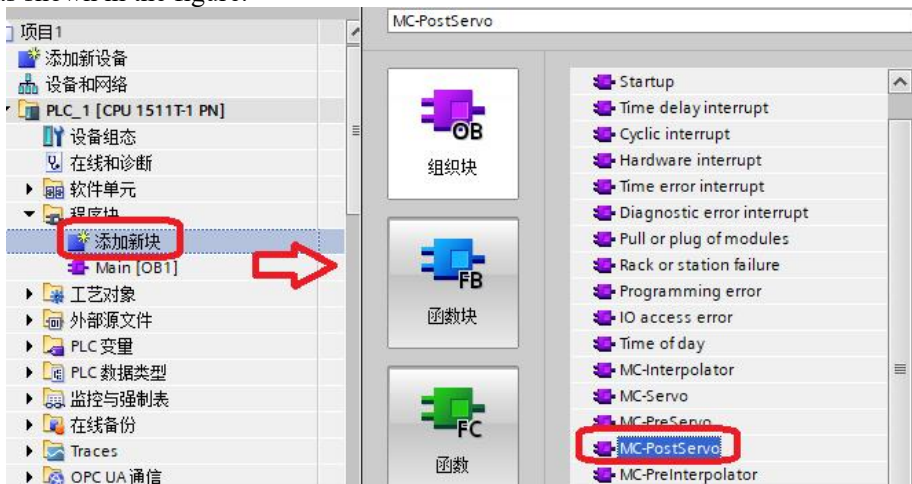 as shown in the figure.
项目1
添加新设备
设备和网络
PLC_1 [CPU 1511T-1 PN]
设备组态
在线和诊断
软件单元
程序块
添加新块
Main [OB1]
工艺对象
外部源文件
PLC 变量
PLC 数据类型
监控与强制表
在线备份
Traces
OPC UA 通信
MC-PostServo
OB
组织块
FB
函数块
FC
函数
Startup
Time delay interrupt
Cyclic interrupt
Hardware interrupt
Time error interrupt
Diagnostic error interrupt
Pull or plug of modules
Rack or station failure
Programming error
IO access error
Time of day
MC-Interpolator
MC-Servo
MC-PreServo
MC-PostServo
MC-PreInterpolator